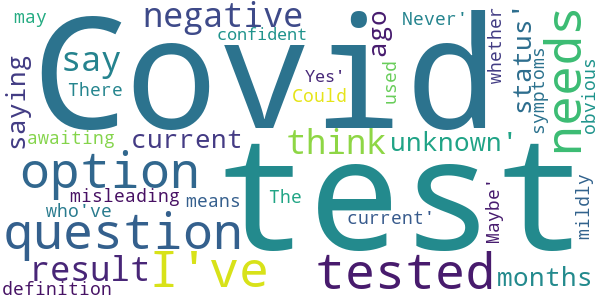 may
negative
ago
Never'
Covid
say
confident
whether
status'
needs
saying
There
Yes'
Could
used
symptoms
obvious
awaiting
current
think
unknown'
option
test
misleading
means
The
who've
current'
Maybe'
mildly
question
result
I've
tested
months
definition